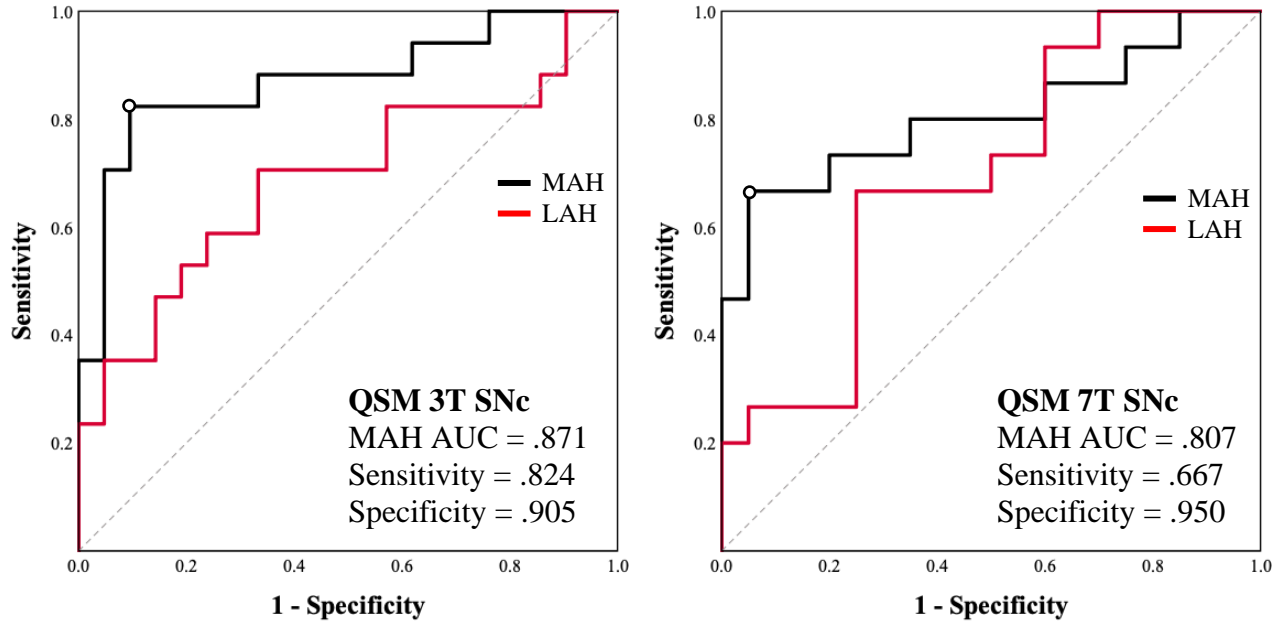 1.0
0.8
0.6
0.4
0.2
Sensitivity
MAH
LAH
QSM 3T SNc
MAH AUC = .871
Sensitivity = .824
Specificity = .905
0.0 0.2 0.4 0.6 0.8 1.0
1 - Specificity
1.0
0.8
0.6
0.4
0.2
Sensitivity
MAH
LAH
QSM 7T SNc
MAH AUC = .807
Sensitivity = .667
Specificity = .950
0.0 0.2 0.4 0.6 0.8 1.0
1 - Specificity